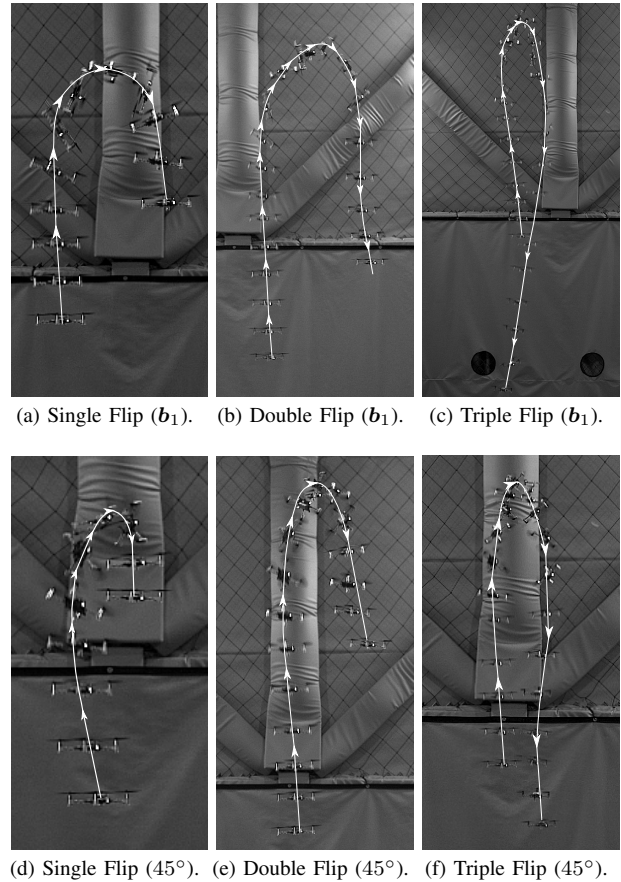 (a) Single Flip (b₁). (b) Double Flip (b₁). (c) Triple Flip (b₁).
(d) Single Flip (45°). (e) Double Flip (45°). (f) Triple Flip (45°).